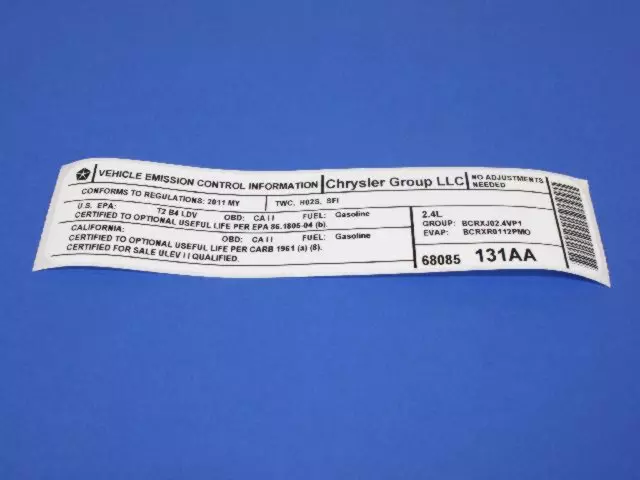 VEHICLE EMISSION CONTROL INFORMATION
Chrysler Group LLC
NO ADJUSTMENTS NEEDED
CONFORMS TO REGULATIONS: 2011 MY
TWC, HO2S, SFI
U.S. EPA: T2 B4 LDV OBD: CA II FUEL: Gasoline
CERTIFIED TO OPTIONAL USEFUL LIFE PER EPA 86.1805-04 (b).
CALIFORNIA: OBD: CA II FUEL: Gasoline
CERTIFIED TO OPTIONAL USEFUL LIFE PER CARB 1961 (a) (8).
CERTIFIED FOR SALE ULEV II QUALIFIED.
2.4L
GROUP: BCRXJ02.4VP1
EVAP: BCRXR0112PMO
68085 131AA